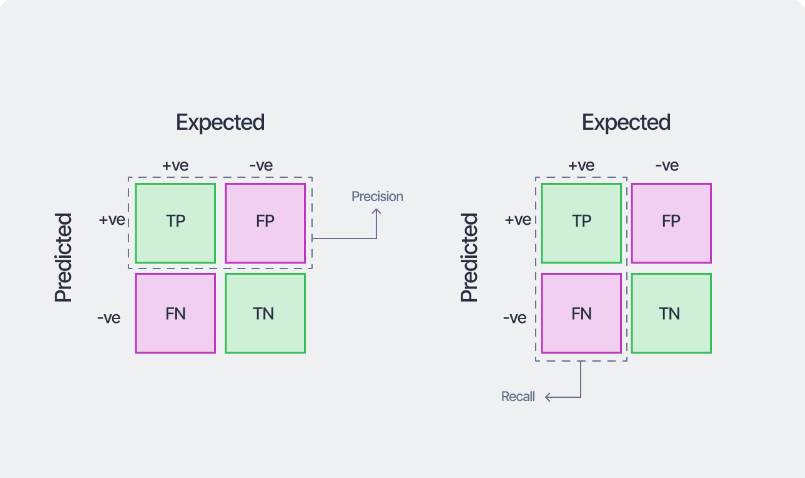 Expected
+ve -ve
Predicted
+ve
TP FP
Precision
-ve
FN TN
Expected
+ve -ve
Predicted
+ve
TP FP
-ve
FN TN
Recall